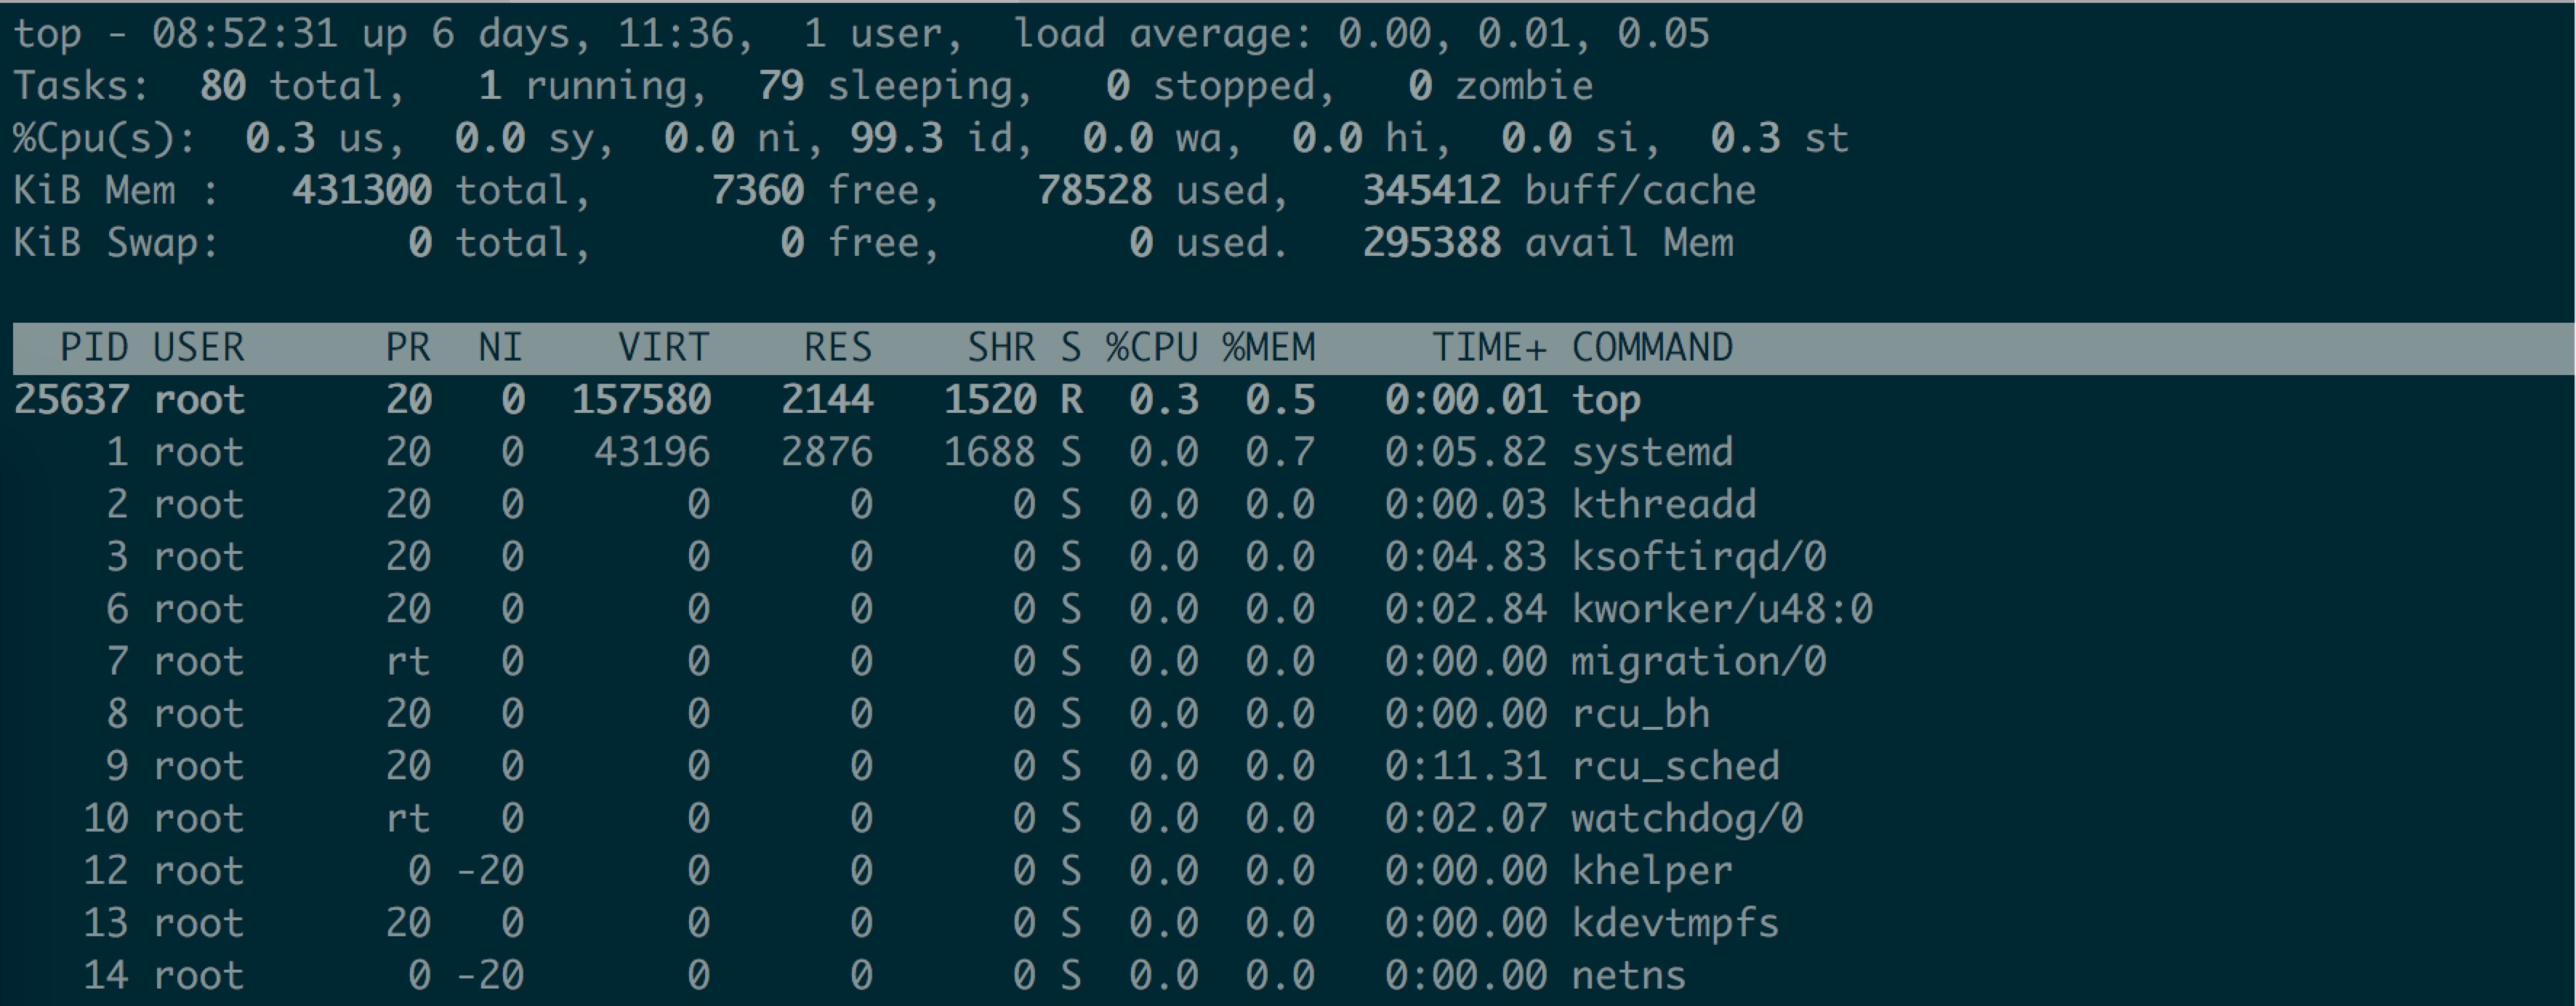 top - 08:52:31 up 6 days, 11:36,  1 user,  load average: 0.00, 0.01, 0.05
Tasks:  80 total,   1 running,  79 sleeping,   0 stopped,   0 zombie
%Cpu(s):  0.3 us,  0.0 sy,  0.0 ni, 99.3 id,  0.0 wa,  0.0 hi,  0.0 si,  0.3 st
KiB Mem :   431300 total,     7360 free,    78528 used,   345412 buff/cache
KiB Swap:        0 total,        0 free,        0 used.   295388 avail Mem
  PID USER      PR  NI    VIRT    RES    SHR S %CPU %MEM     TIME+ COMMAND
25637 root      20   0  157580   2144   1520 R  0.3  0.5   0:00.01 top
    1 root      20   0   43196   2876   1688 S  0.0  0.7   0:05.82 systemd
    2 root      20   0       0      0      0 S  0.0  0.0   0:00.03 kthreadd
    3 root      20   0       0      0      0 S  0.0  0.0   0:04.83 ksoftirqd/0
    6 root      20   0       0      0      0 S  0.0  0.0   0:02.84 kworker/u48:0
    7 root      rt   0       0      0      0 S  0.0  0.0   0:00.00 migration/0
    8 root      20   0       0      0      0 S  0.0  0.0   0:00.00 rcu_bh
    9 root      20   0       0      0      0 S  0.0  0.0   0:11.31 rcu_sched
   10 root      rt   0       0      0      0 S  0.0  0.0   0:02.07 watchdog/0
   12 root       0 -20       0      0      0 S  0.0  0.0   0:00.00 khelper
   13 root      20   0       0      0      0 S  0.0  0.0   0:00.00 kdevtmpfs
   14 root       0 -20       0      0      0 S  0.0  0.0   0:00.00 netns